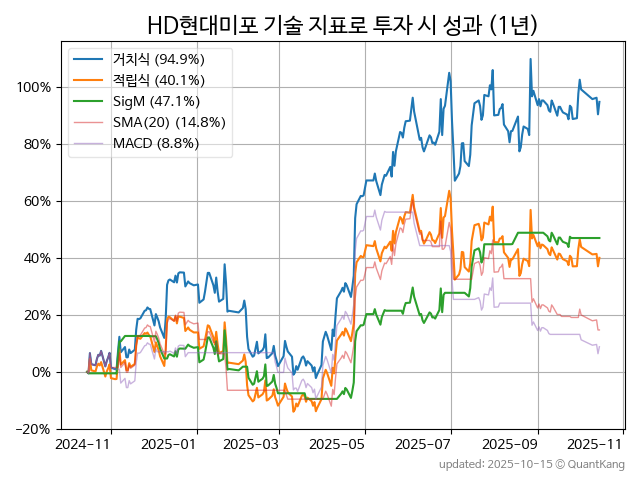 HD현대미포 기술 지표로 투자 시 성과 (1년)
거치식 (94.9%)
적립식 (40.1%)
SigM (47.1%)
SMA(20) (14.8%)
MACD (8.8%)
100%
80%
60%
40%
20%
0%
−20%
2024-11 2025-01 2025-03 2025-05 2025-07 2025-09 2025-11
updated: 2025-10-15 © QuantKang